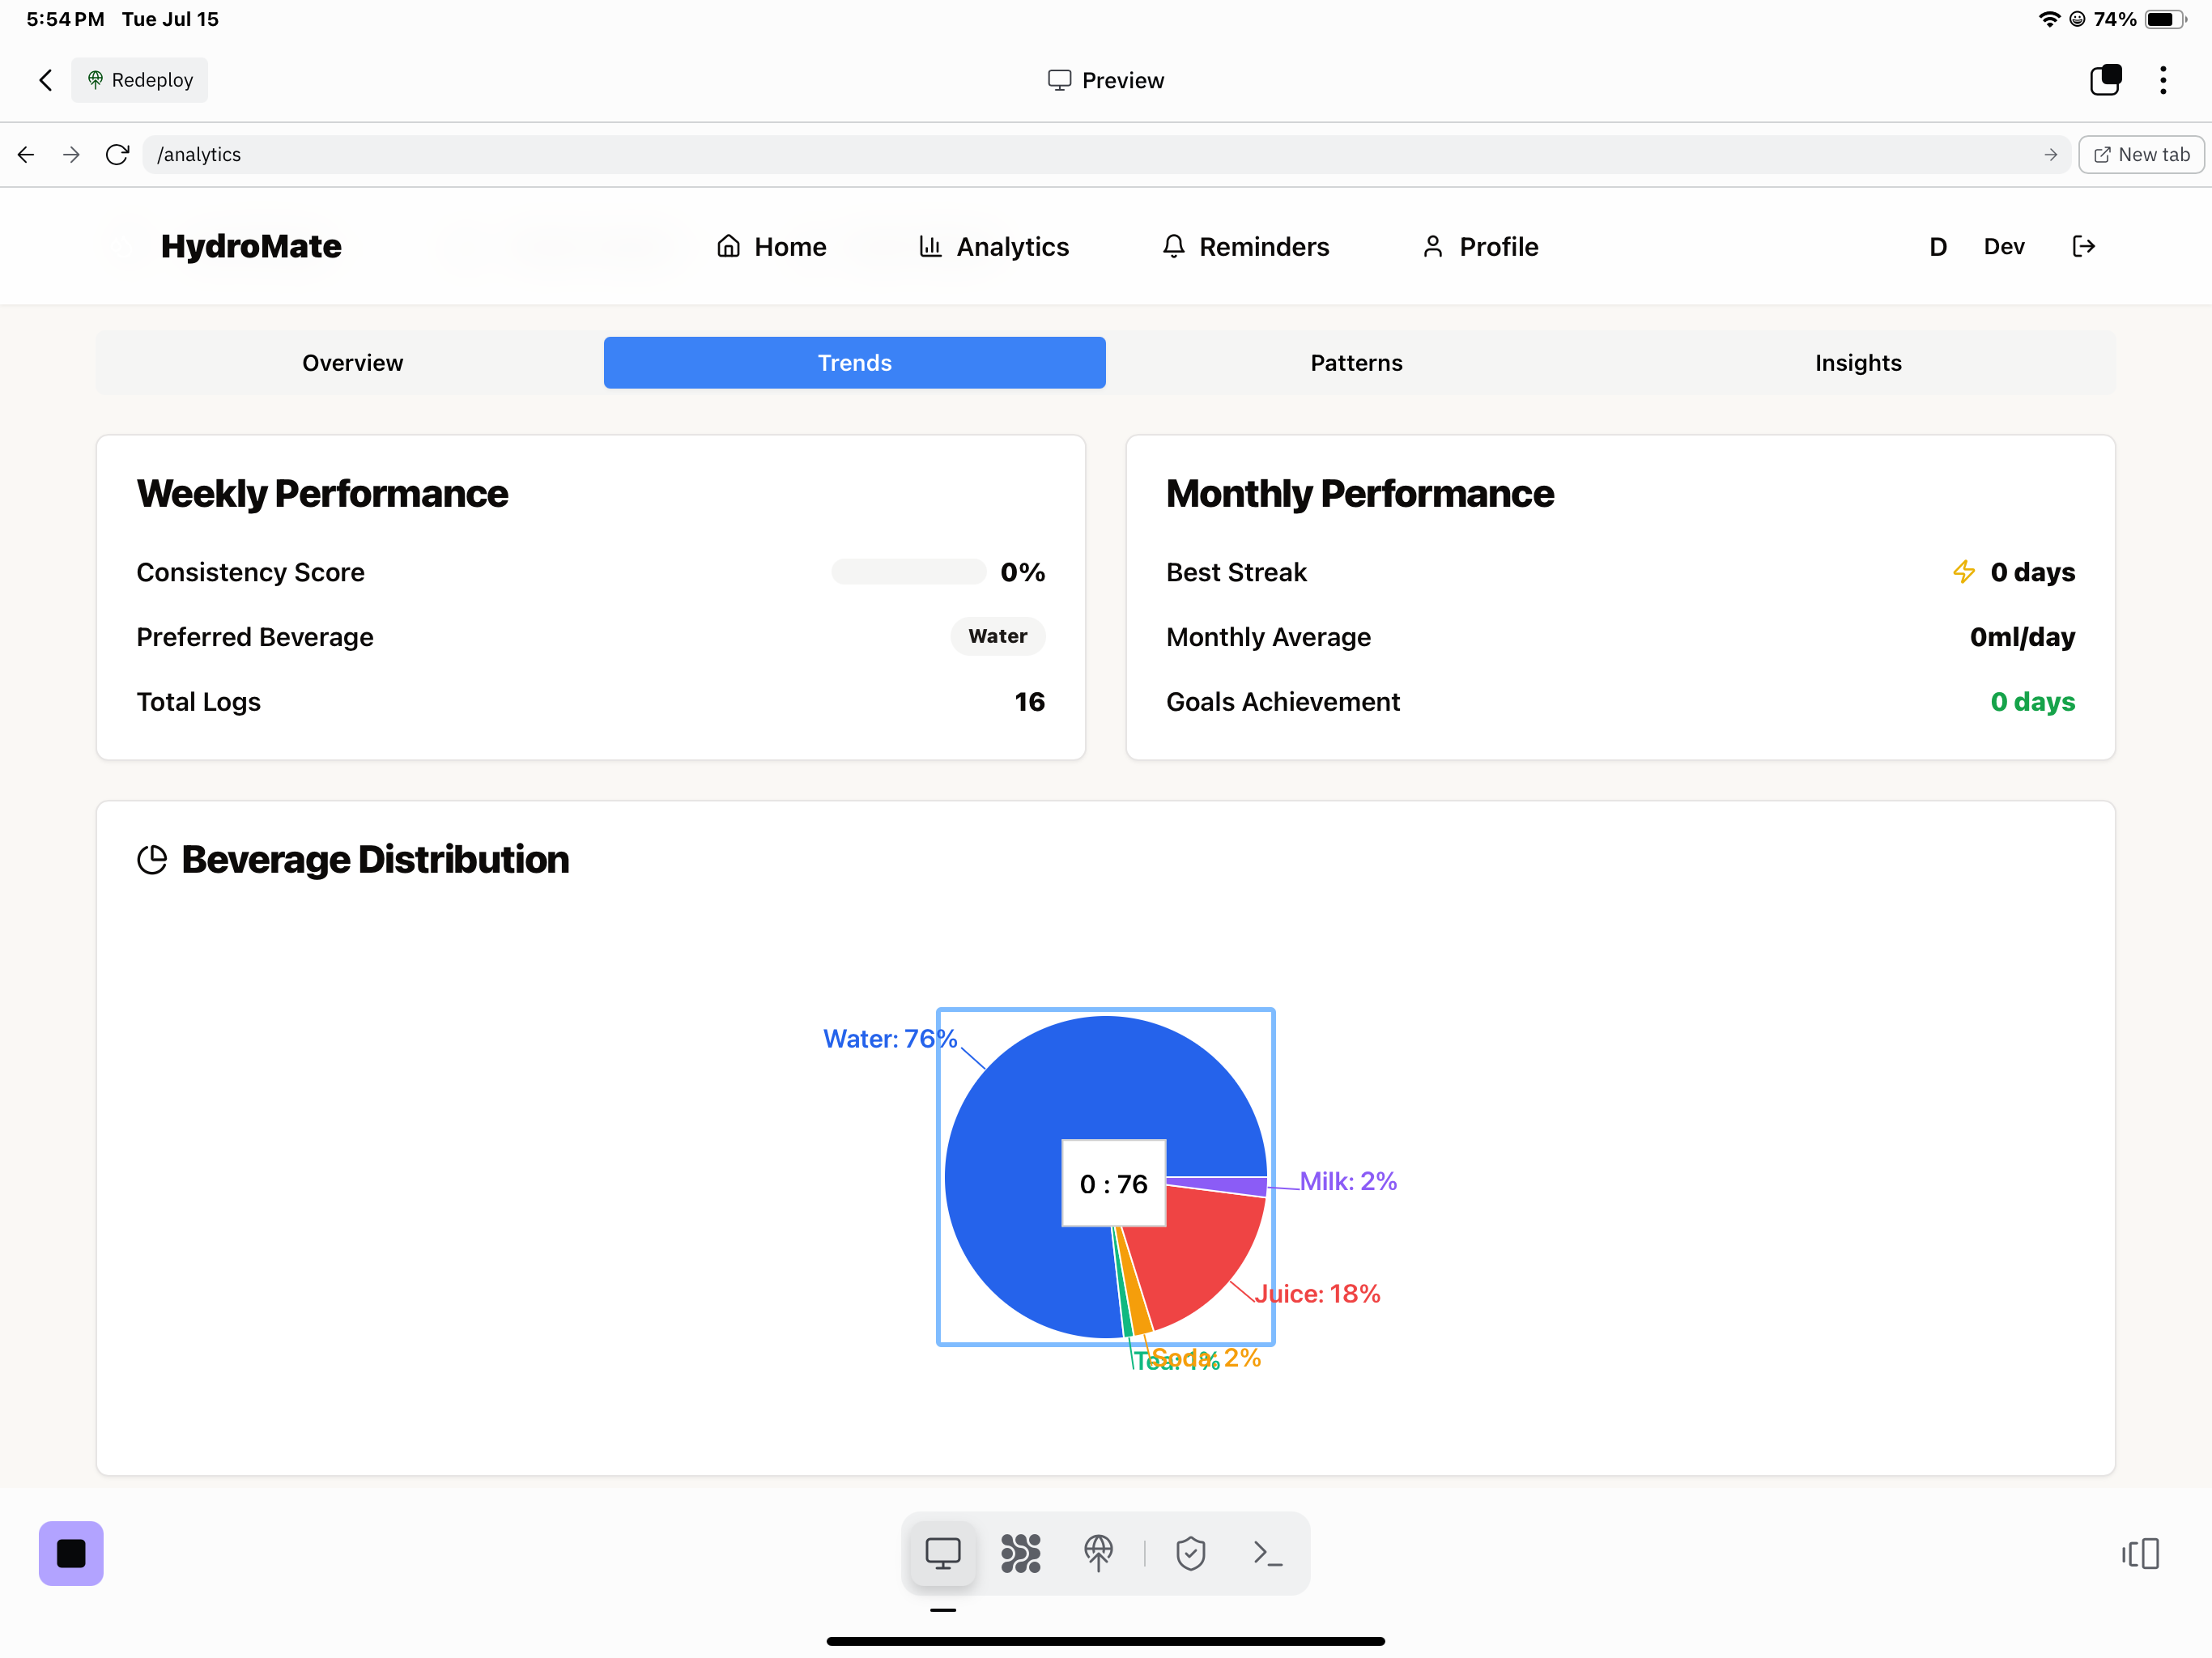 5:54 PM Tue Jul 15 74%
Redeploy Preview
/analytics New tab
HydroMate Home Analytics Reminders Profile D Dev
Overview Trends Patterns Insights
Weekly Performance
Consistency Score 0%
Preferred Beverage Water
Total Logs 16
Monthly Performance
Best Streak 0 days
Monthly Average 0ml/day
Goals Achievement 0 days
Beverage Distribution
Water: 76%
0 : 76
Milk: 2%
Juice: 18%
Tea: 1%
Soda: 2%